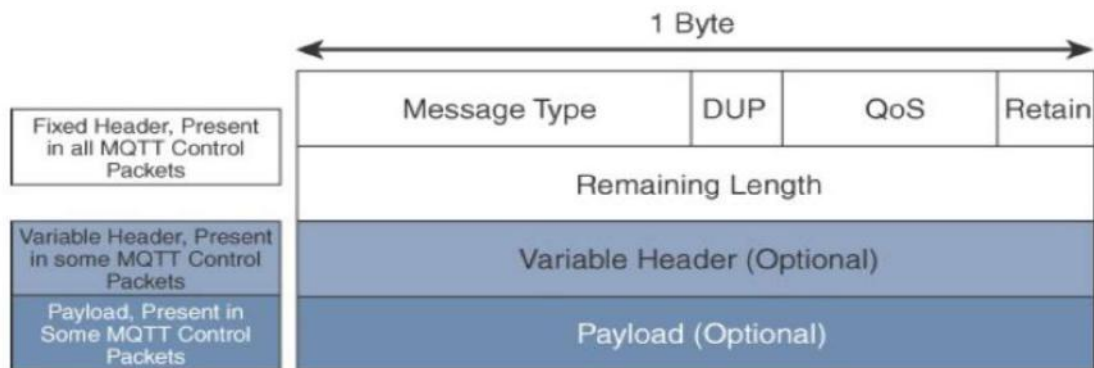 1 Byte
Message Type DUP QoS Retain
Fixed Header, Present
in all MQTT Control
Packets
Remaining Length
Variable Header, Present
in some MQTT Control
Packets
Variable Header (Optional)
Payload, Present in
Some MQTT Control
Packets
Payload (Optional)